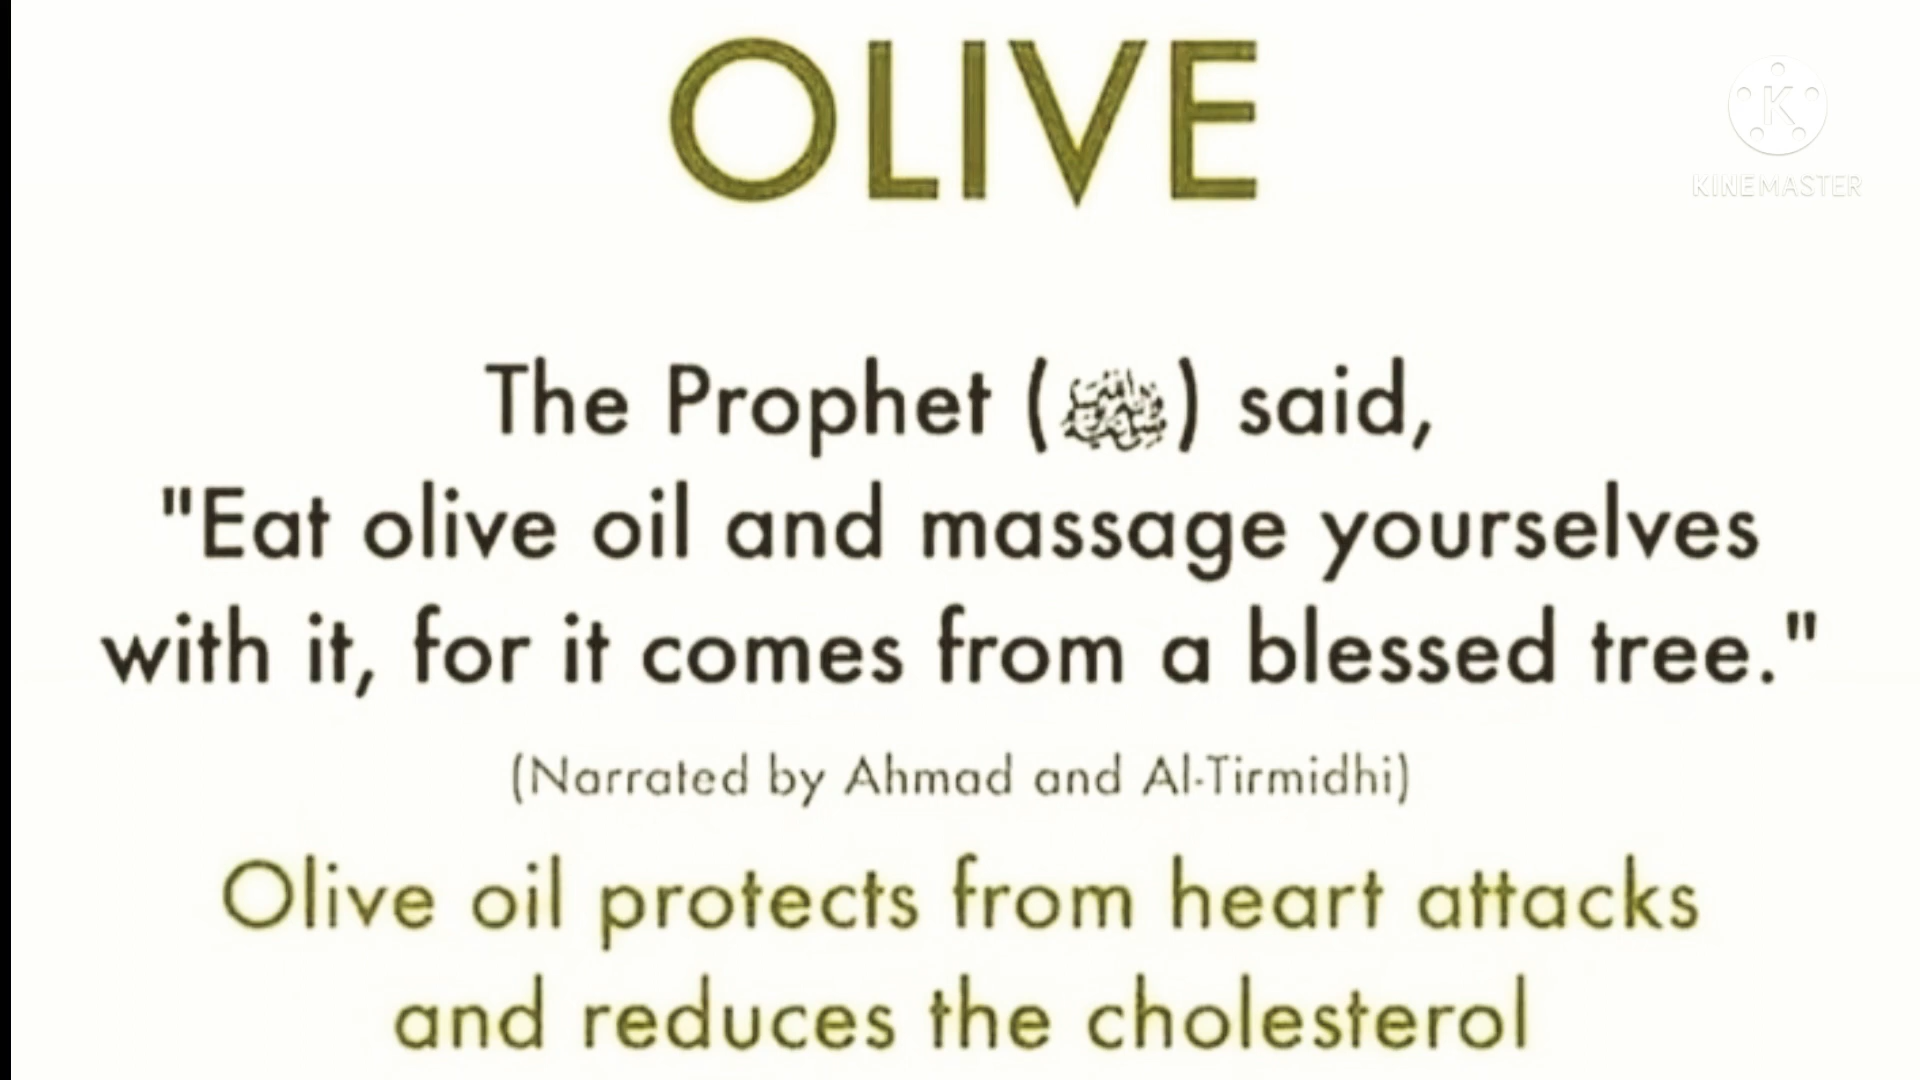 OLIVE
KINEMASTER
The Prophet (ﷺ) said,
"Eat olive oil and massage yourselves
with it, for it comes from a blessed tree."
(Narrated by Ahmad and Al-Tirmidhi)
Olive oil protects from heart attacks
and reduces the cholesterol